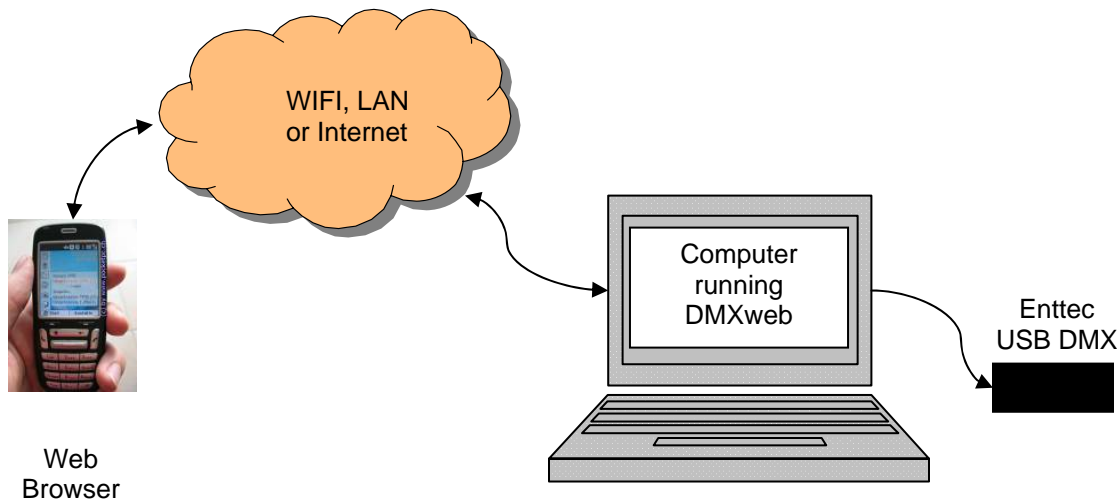 WIFI, LAN
or Internet
Computer
running
DMXweb
Enttec
USB DMX
Web
Browser